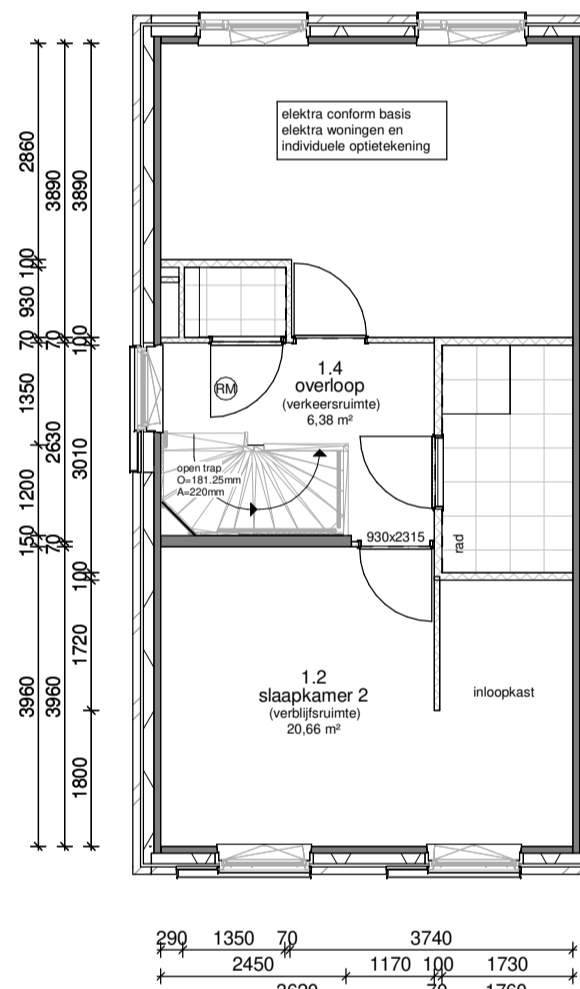 elektra conform basis
elektra woningen en
individuele optietekening
1.4
overloop
(verkeersruimte)
6,38 m²
RM
open trap
O=181.25mm
A=220mm
930x2315
rad
1.2
slaapkamer 2
(verblijfsruimte)
20,66 m²
inloopkast
2860
100
930
70
1350
1200
150
3960
3890
70
2630
70
3960
3890
100
3010
100
1720
1800
290 1350 70 3740
2450 1170 100 1730
2620 70 1760